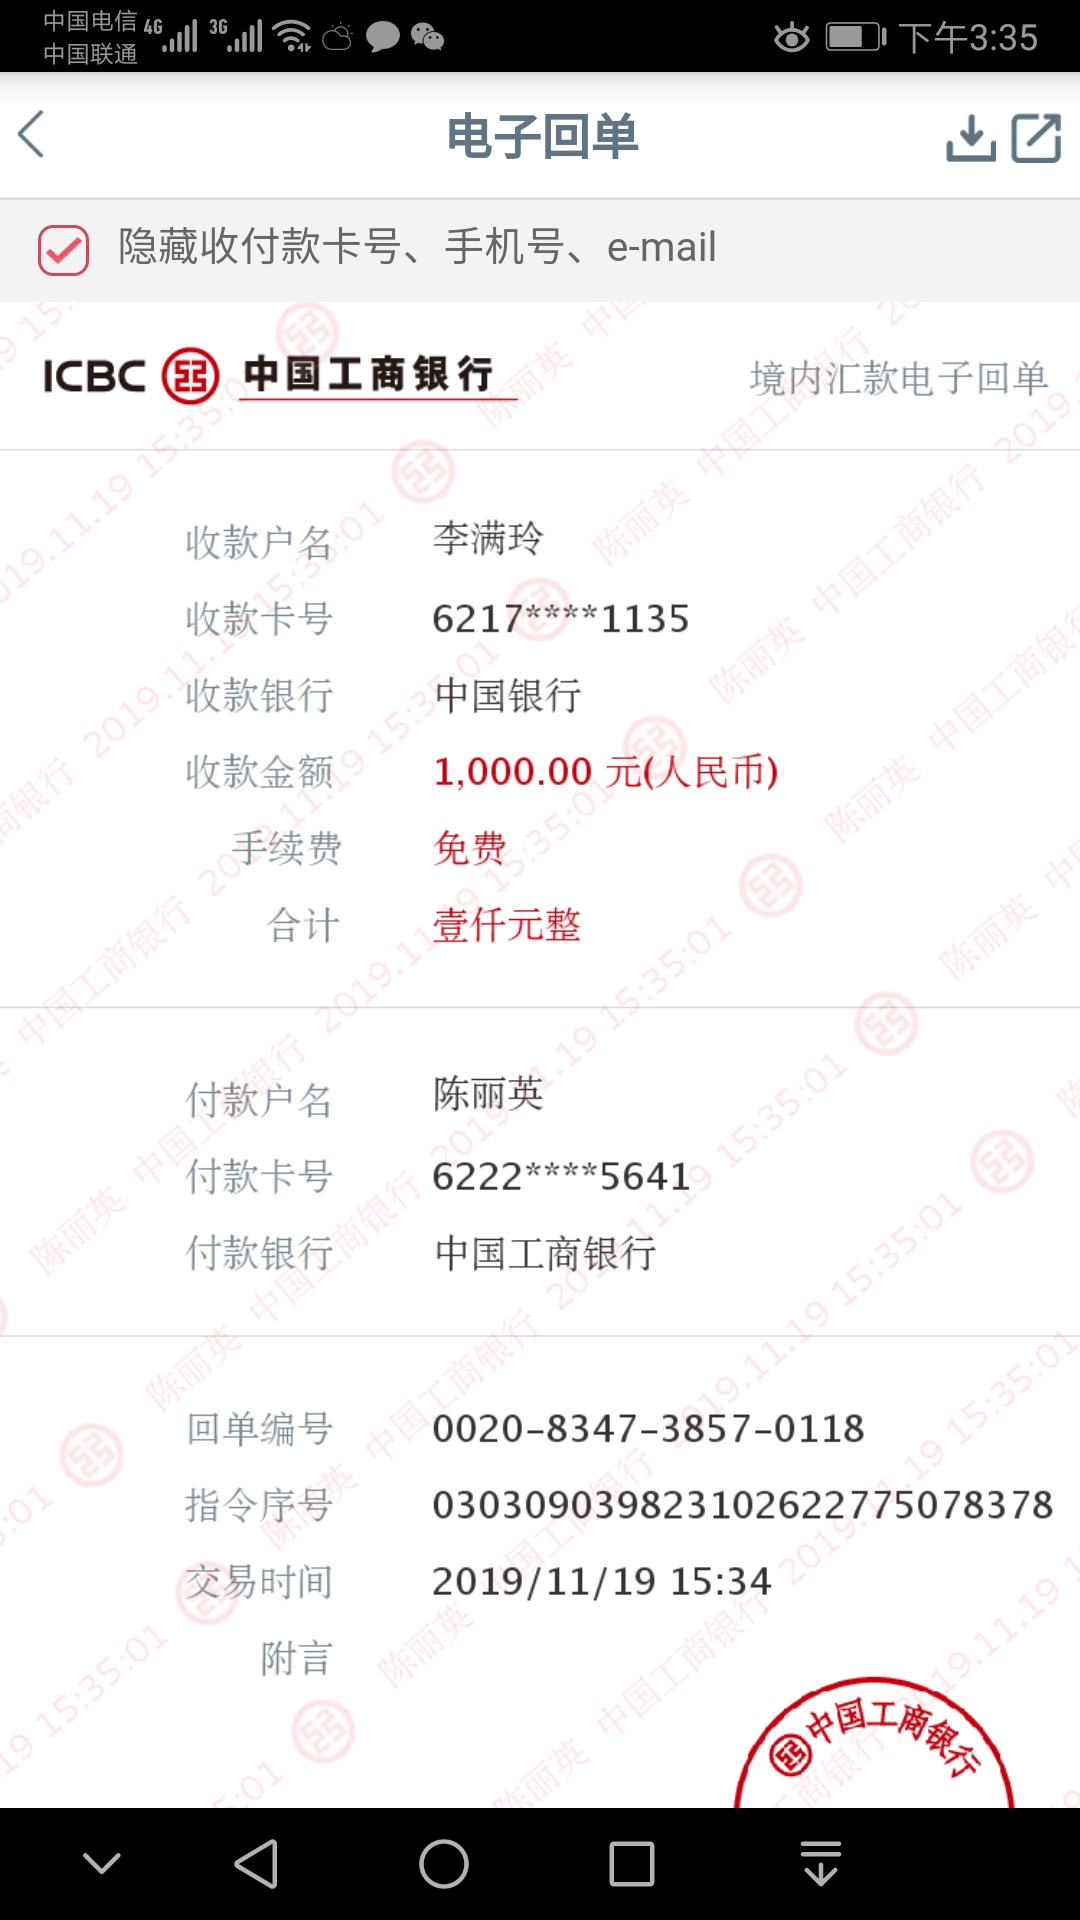 中国电信 4G 3G 下午3:35
中国联通
电子回单
隐藏收付款卡号、手机号、e-mail
ICBC 中国工商银行 境内汇款电子回单
收款户名 李满玲
收款卡号 6217****1135
收款银行 中国银行
收款金额 1,000.00 元(人民币)
手续费 免费
合计 壹仟元整
付款户名 陈丽英
付款卡号 6222****5641
付款银行 中国工商银行
回单编号 0020-8347-3857-0118
指令序号 03030903982310262277507​8378
交易时间 2019/11/19 15:34
附言
中国工商银行
陈丽英 中国工商银行 2019.11.19 15:35:01